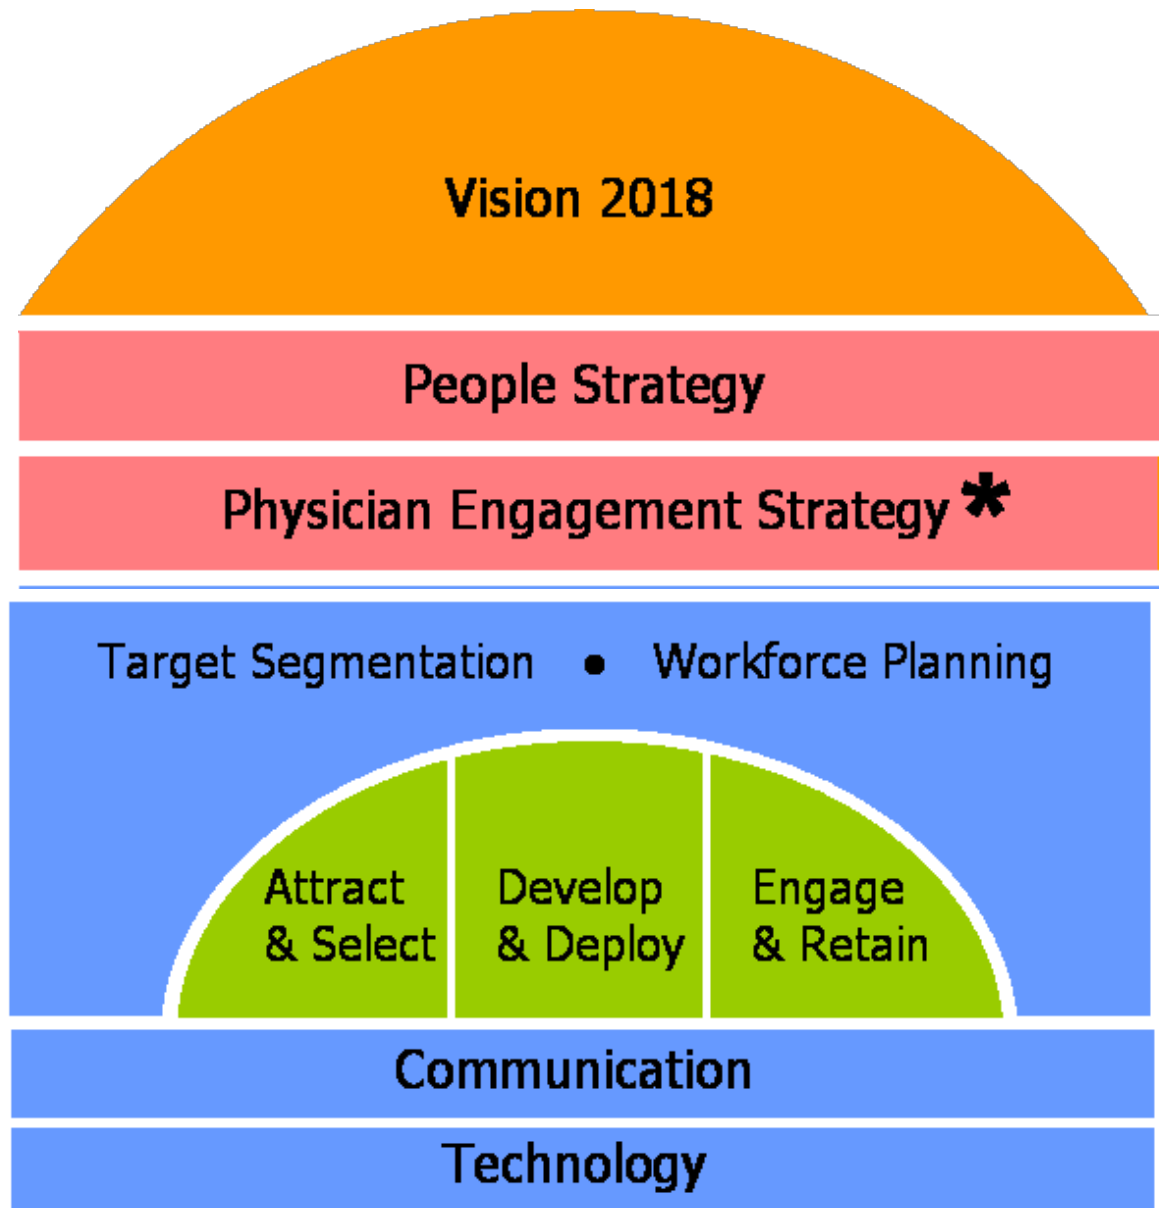 Vision 2018
People Strategy
Physician Engagement Strategy *
Target Segmentation • Workforce Planning
Attract
& Select
Develop
& Deploy
Engage
& Retain
Communication
Technology